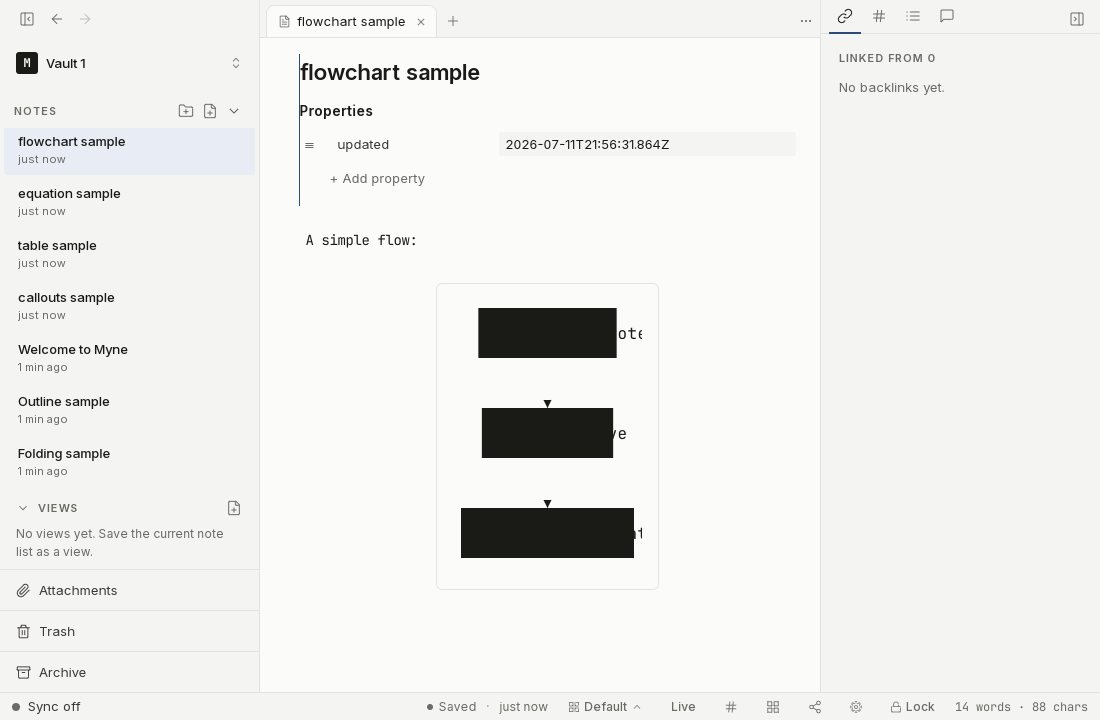 M Vault 1
NOTES
flowchart sample
just now
equation sample
just now
table sample
just now
callouts sample
just now
Welcome to Myne
1 min ago
Outline sample
1 min ago
Folding sample
1 min ago
VIEWS
No views yet. Save the current note
list as a view.
Attachments
Trash
Archive
flowchart sample
flowchart sample
Properties
updated 2026-07-11T21:56:31.864Z
+ Add property
A simple flow:
LINKED FROM 0
No backlinks yet.
Sync off
Saved · just now
Default
Live
Lock
14 words · 88 chars